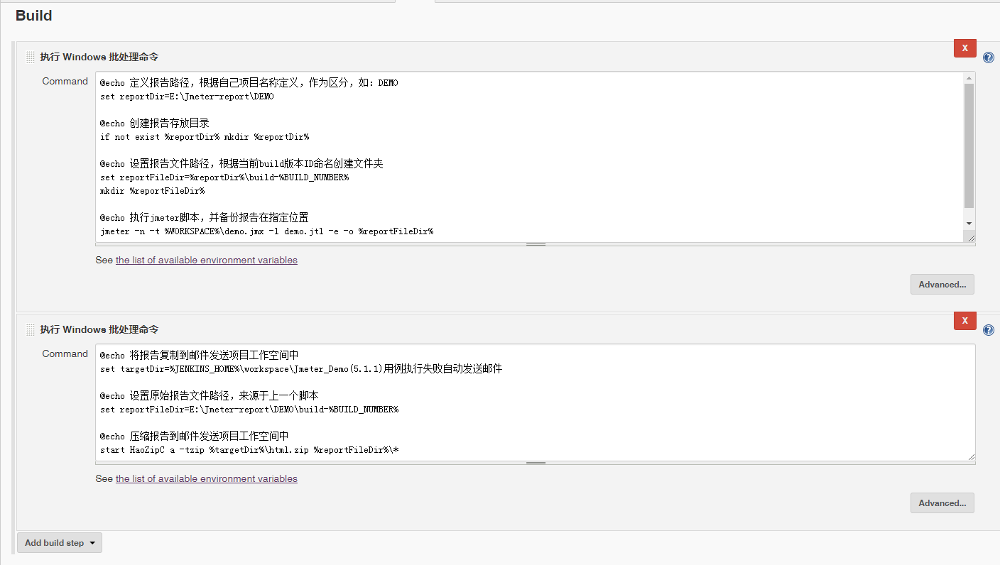 Build
执行 Windows 批处理命令
X
Command
@echo 定义报告路径，根据自己项目名称定义，作为区分，如：DEMO
set reportDir=E:\Jmeter-report\DEMO
@echo 创建报告存放目录
if not exist %reportDir% mkdir %reportDir%
@echo 设置报告文件路径，根据当前build版本ID命名创建文件夹
set reportFileDir=%reportDir%\build-%BUILD_NUMBER%
mkdir %reportFileDir%
@echo 执行jmeter脚本，并备份报告在指定位置
jmeter -n -t %WORKSPACE%\demo.jmx -l demo.jtl -e -o %reportFileDir%
See the list of available environment variables
Advanced...
执行 Windows 批处理命令
X
Command
@echo 将报告复制到邮件发送项目工作空间中
set targetDir=%JENKINS_HOME%\workspace\Jmeter_Demo(5.1.1)用例执行失败自动发送邮件
@echo 设置原始报告文件路径，来源于上一个脚本
set reportFileDir=E:\Jmeter-report\DEMO\build-%BUILD_NUMBER%
@echo 压缩报告到邮件发送项目工作空间中
start HaoZipC a -tzip %targetDir%\html.zip %reportFileDir%\*
See the list of available environment variables
Advanced...
Add build step